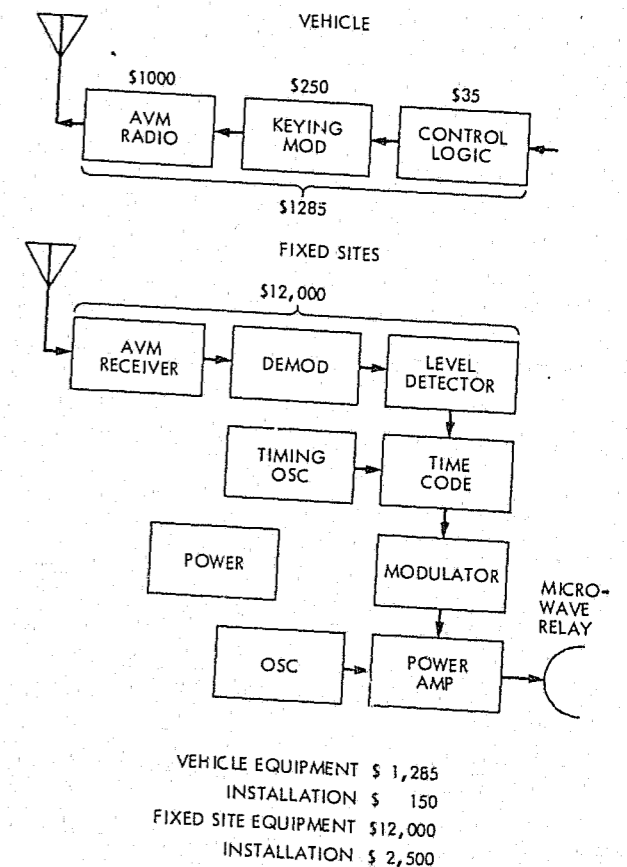 VEHICLE
$1000
$250
$35
AVM
RADIO
KEYING
MOD
CONTROL
LOGIC
$1285
FIXED SITES
$12,000
AVM
RECEIVER
DEMOD
LEVEL
DETECTOR
TIMING
OSC
TIME
CODE
POWER
MODULATOR
MICRO-
WAVE
RELAY
OSC
POWER
AMP
VEHICLE EQUIPMENT $ 1,285
INSTALLATION $ 150
FIXED SITE EQUIPMENT $12,000
INSTALLATION $ 2,500